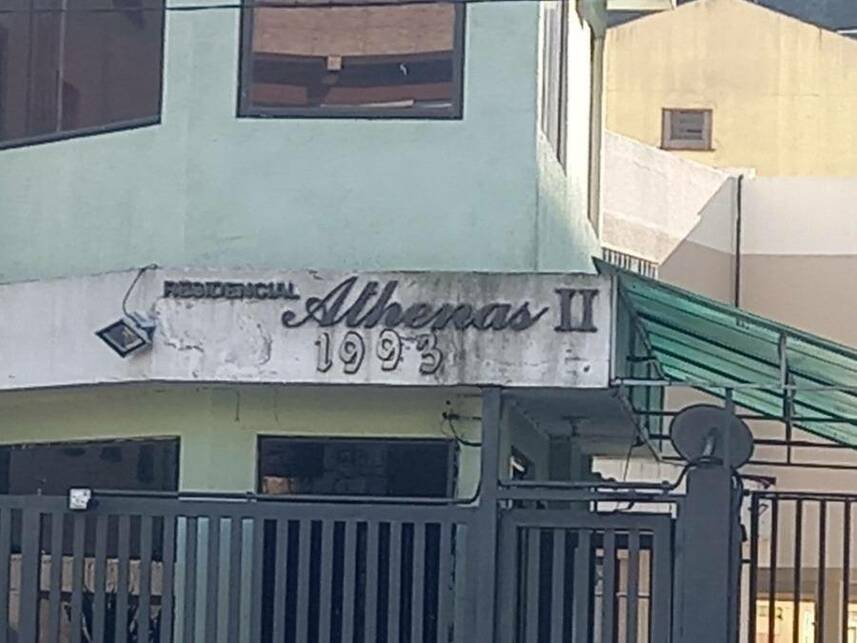 RESIDENCIAL Athenas II
1993